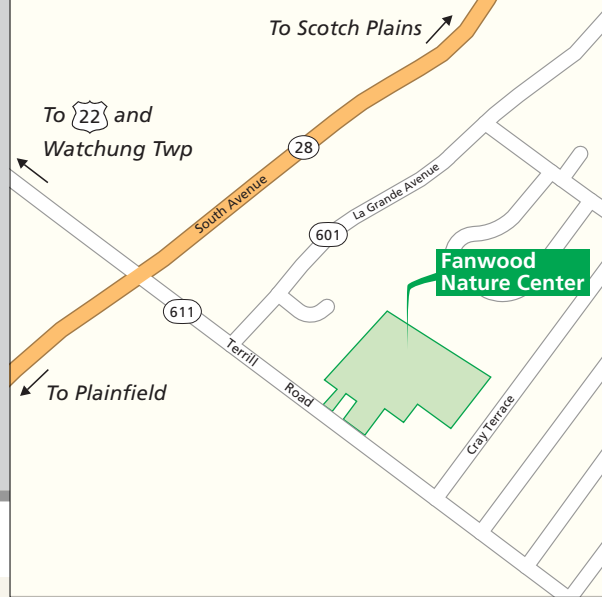 To Scotch Plains
To 22 and
Watchung Twp
28
South Avenue
La Grande Avenue
601
Fanwood
Nature Center
611
Terrill
Road
To Plainfield
Cray Terrace